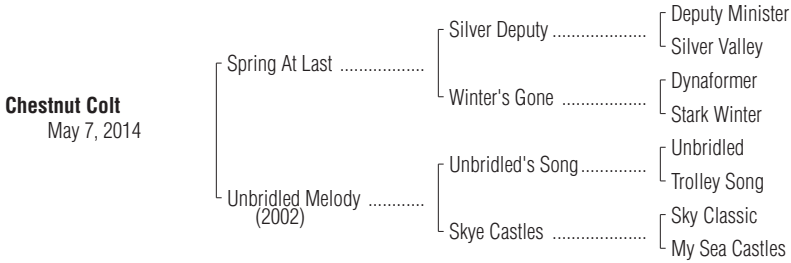 Chestnut Colt
May 7, 2014
Spring At Last ..................
Unbridled Melody ............
(2002)
Silver Deputy ....................
Winter's Gone ..................
Unbridled's Song..............
Skye Castles ....................
Deputy Minister
Silver Valley
Dynaformer
Stark Winter
Unbridled
Trolley Song
Sky Classic
My Sea Castles